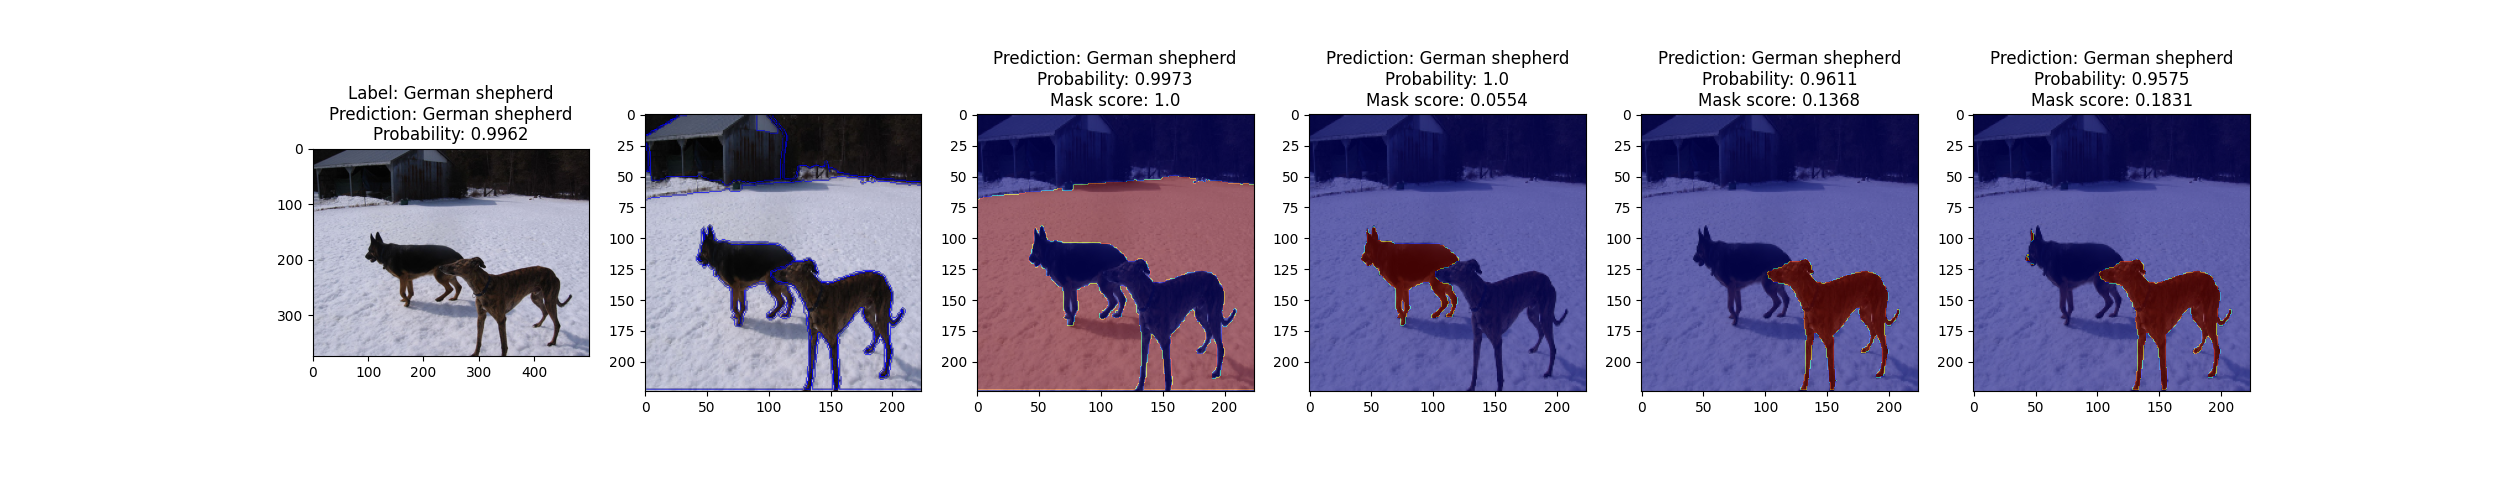 Label: German shepherd
Prediction: German shepherd
Probability: 0.9962
0
100
200
300
0 100 200 300 400
0
25
50
75
100
125
150
175
200
0 50 100 150 200
Prediction: German shepherd
Probability: 0.9973
Mask score: 1.0
0
25
50
75
100
125
150
175
200
0 50 100 150 200
Prediction: German shepherd
Probability: 1.0
Mask score: 0.0554
0
25
50
75
100
125
150
175
200
0 50 100 150 200
Prediction: German shepherd
Probability: 0.9611
Mask score: 0.1368
0
25
50
75
100
125
150
175
200
0 50 100 150 200
Prediction: German shepherd
Probability: 0.9575
Mask score: 0.1831
0
25
50
75
100
125
150
175
200
0 50 100 150 200